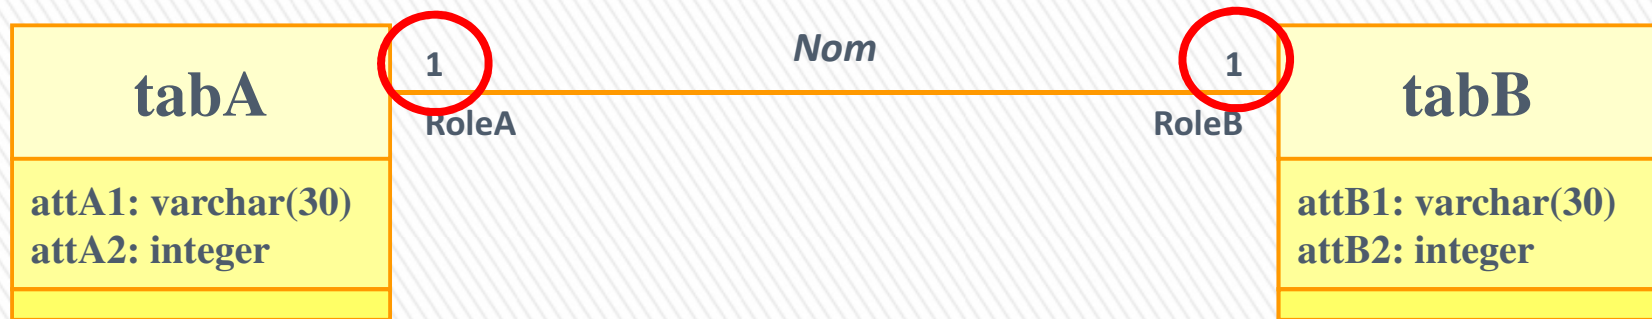 tabA
attA1: varchar(30)
attA2: integer
1
RoleA
Nom
1
RoleB
tabB
attB1: varchar(30)
attB2: integer